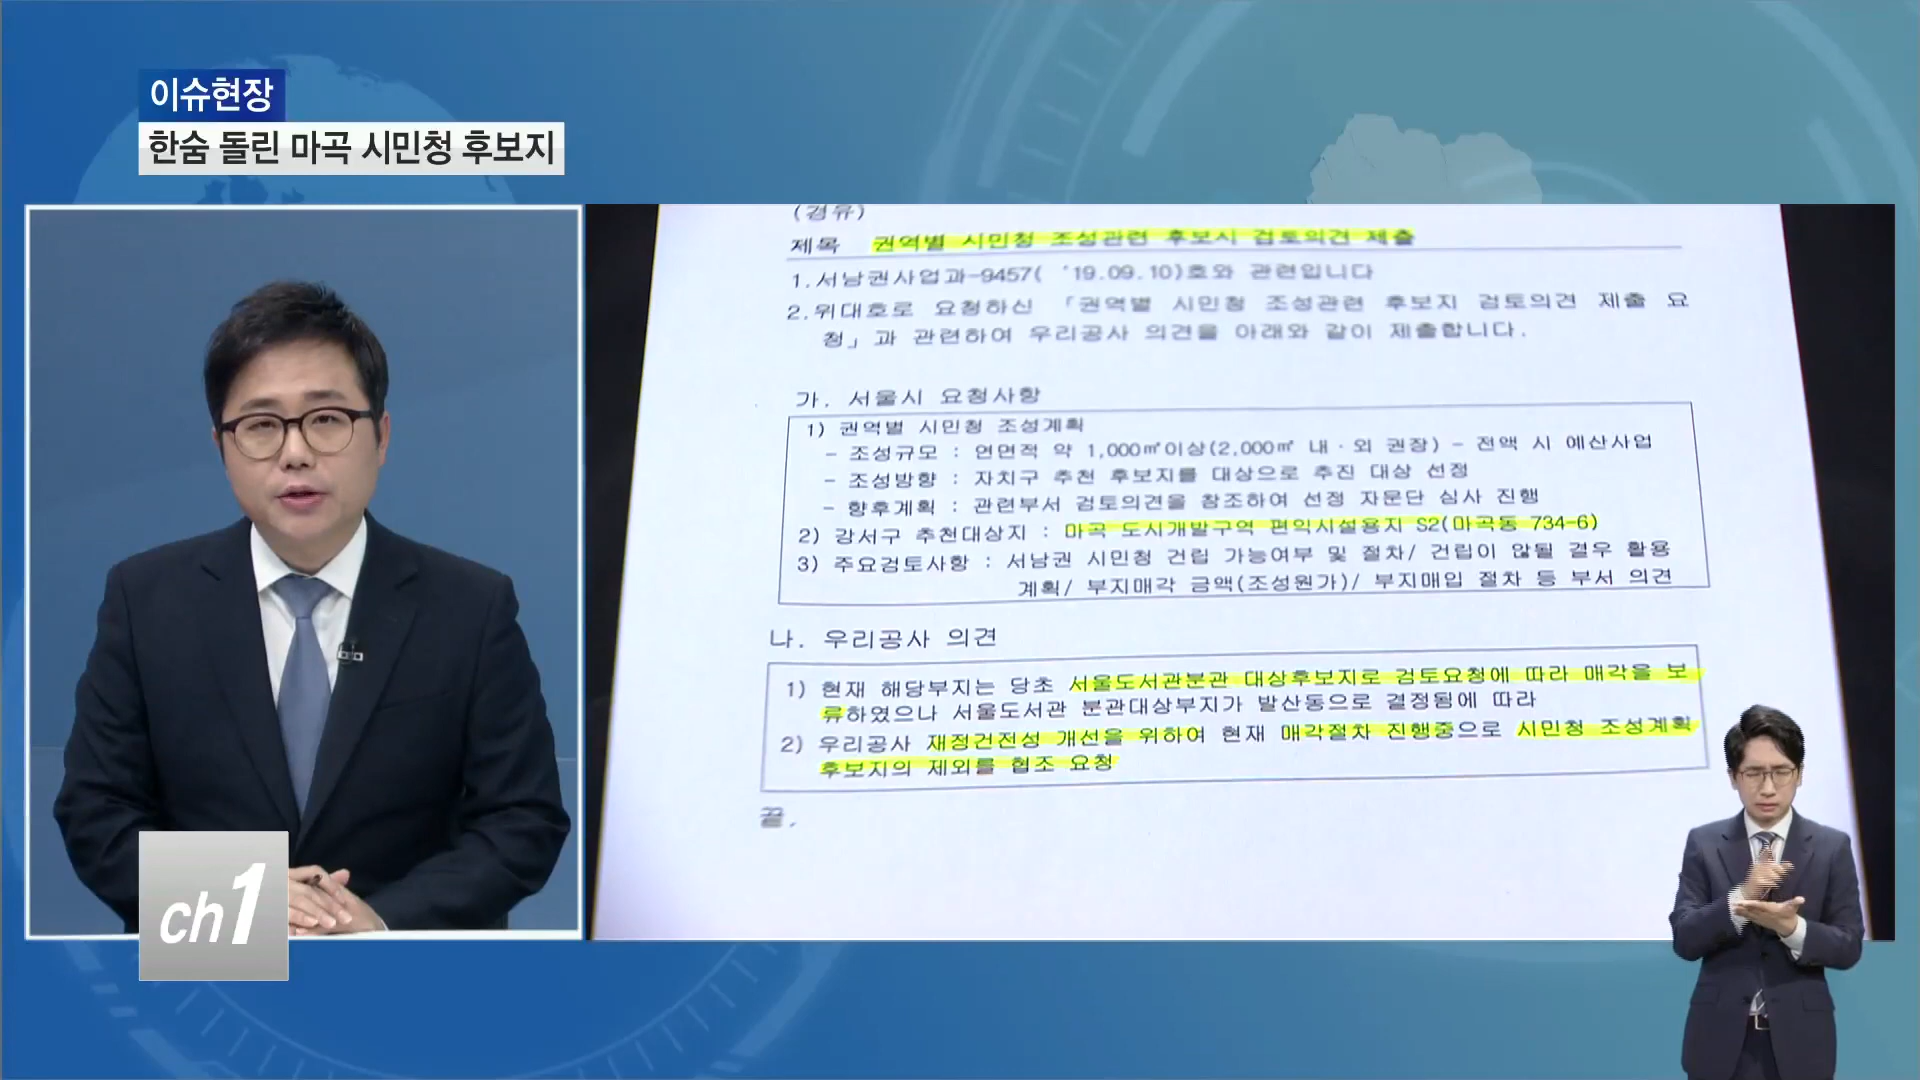 이슈현장
한숨 돌린 마곡 시민청 후보지
(경유)
제목 권역별 시민청 조성관련 후보지 검토의견 제출
1.서남권사업과-9457( '19.09.10)호와 관련입니다
2.위대호로 요청하신 「권역별 시민청 조성관련 후보지 검토의견 제출 요
청」과 관련하여 우리공사 의견을 아래와 같이 제출합니다.
가. 서울시 요청사항
1) 권역별 시민청 조성계획
- 조성규모 : 연면적 약 1,000㎡이상(2,000㎡ 내·외 권장) - 전액 시 예산사업
- 조성방향 : 자치구 추천 후보지를 대상으로 추진 대상 선정
- 향후계획 : 관련부서 검토의견을 참조하여 선정 자문단 심사 진행
2) 강서구 추천대상지 : 마곡 도시개발구역 편익시설용지 S2(마곡동 734-6)
3) 주요검토사항 : 서남권 시민청 건립 가능여부 및 절차/ 건립이 않될 경우 활용
계획/ 부지매각 금액(조성원가)/ 부지매입 절차 등 부서 의견
나. 우리공사 의견
1) 현재 해당부지는 당초 서울도서관분관 대상후보지로 검토요청에 따라 매각을 보
류하였으나 서울도서관 분관대상부지가 발산동으로 결정됨에 따라
2) 우리공사 재정건전성 개선을 위하여 현재 매각절차 진행중으로 시민청 조성계획
후보지의 제외를 협조 요청
끝.
ch1